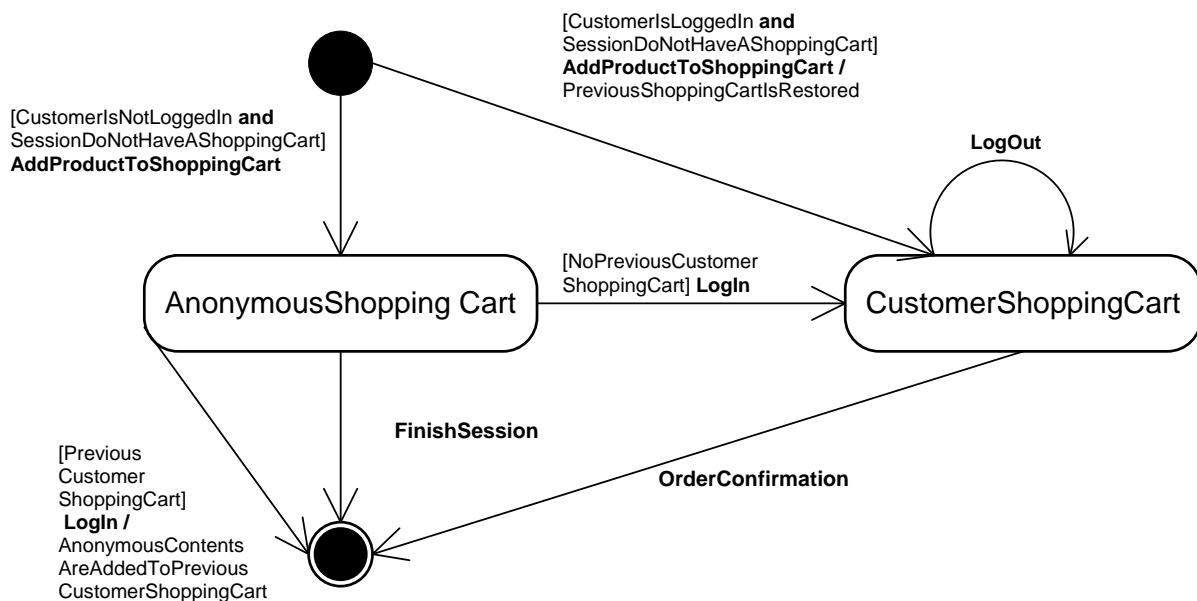 [CustomerIsLoggedIn and
SessionDoNotHaveAShoppingCart]
AddProductToShoppingCart /
PreviousShoppingCartIsRestored
[CustomerIsNotLoggedIn and
SessionDoNotHaveAShoppingCart]
AddProductToShoppingCart
LogOut
AnonymousShopping Cart
[NoPreviousCustomer
ShoppingCart] LogIn
CustomerShoppingCart
FinishSession
OrderConfirmation
[Previous
Customer
ShoppingCart]
LogIn /
AnonymousContents
AreAddedToPrevious
CustomerShoppingCart